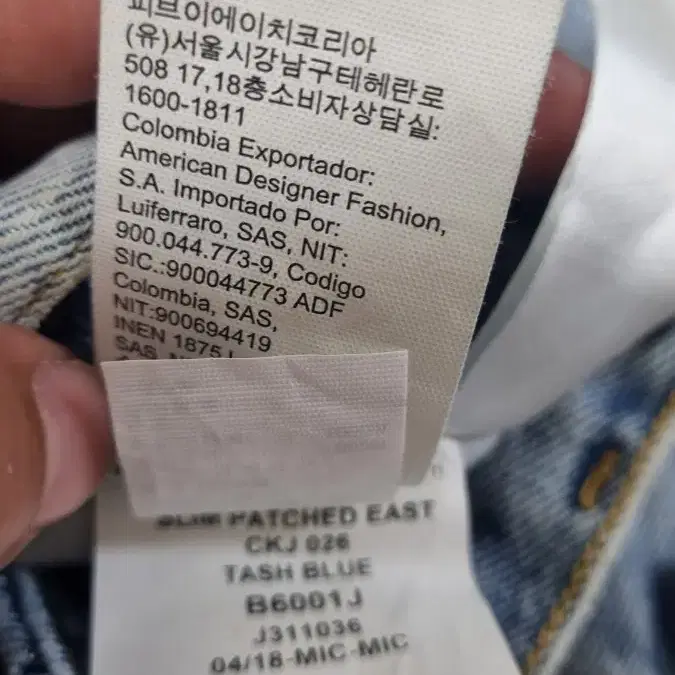 피브이에이치코리아
(유)서울시강남구테헤란로
508 17,18층소비자상담실:
1600-1811
Colombia Exportador:
American Designer Fashion,
S.A. Importado Por:
Luiferraro, SAS, NIT:
900.044.773-9, Codigo
SIC.:900044773 ADF
Colombia, SAS,
NIT:900694419
INEN 1875
SAS,
PATCHED EAST
CKJ 026
TASH BLUE
B6001J
J311036
04/18-MIC-MIC